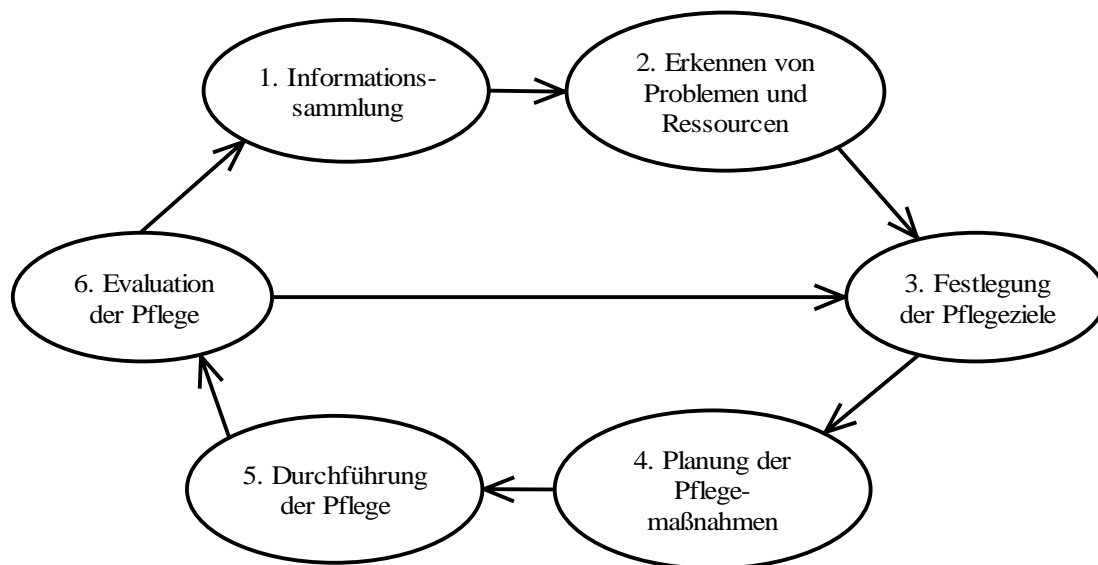 1. Informations-
sammlung
2. Erkennen von
Problemen und
Ressourcen
3. Festlegung
der Pflegeziele
4. Planung der
Pflege-
maßnahmen
5. Durchführung
der Pflege
6. Evaluation
der Pflege